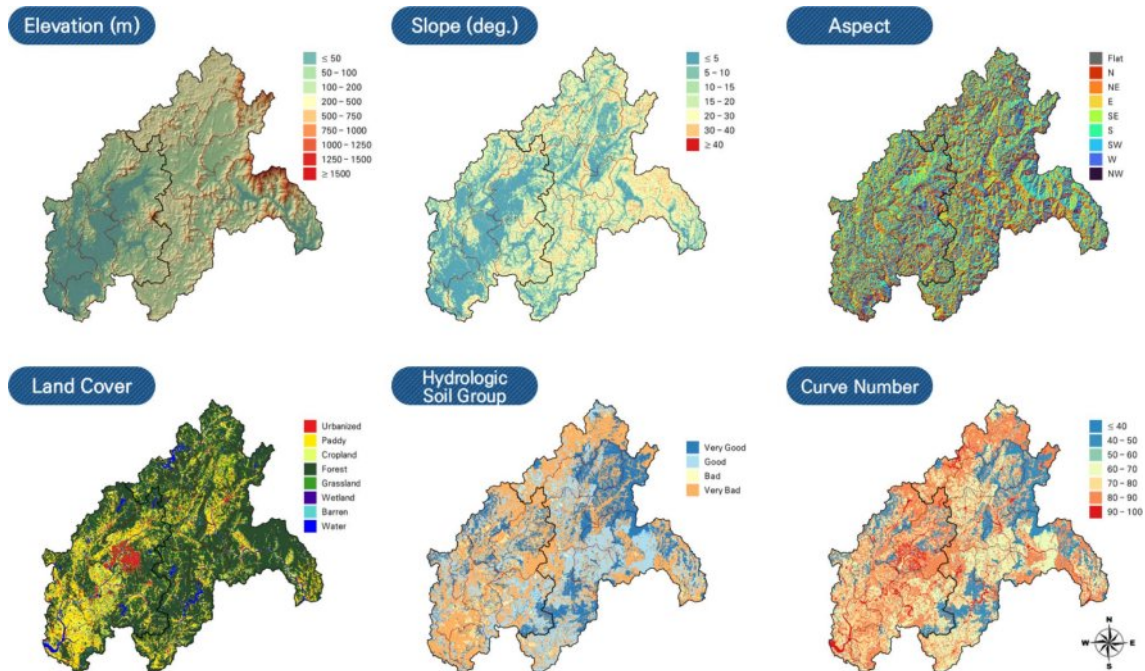 Elevation (m)
≤ 50
50 – 100
100 – 200
200 – 500
500 – 750
750 – 1000
1000 – 1250
1250 – 1500
≥ 1500
Slope (deg.)
≤ 5
5 – 10
10 – 15
15 – 20
20 – 30
30 – 40
≥ 40
Aspect
Flat
N
NE
E
SE
S
SW
W
NW
Land Cover
Urbanized
Paddy
Cropland
Forest
Grassland
Wetland
Barren
Water
Hydrologic
Soil Group
Very Good
Good
Bad
Very Bad
Curve Number
≤ 40
40 – 50
50 – 60
60 – 70
70 – 80
80 – 90
90 – 100
N
W E
S